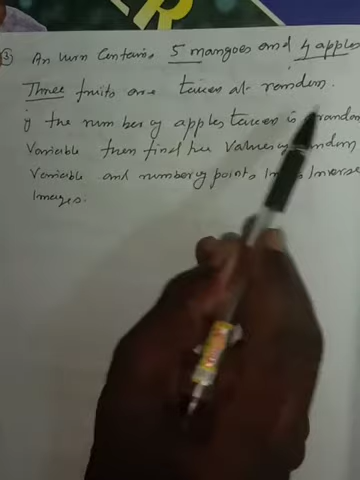 ER
③ An Urn Contains 5 mangoes and 4 apples
Three fruits are taken at random.
if the number of apples taken is random
Variable then find the values of random
Variable and number of points in its Inverse
Images.